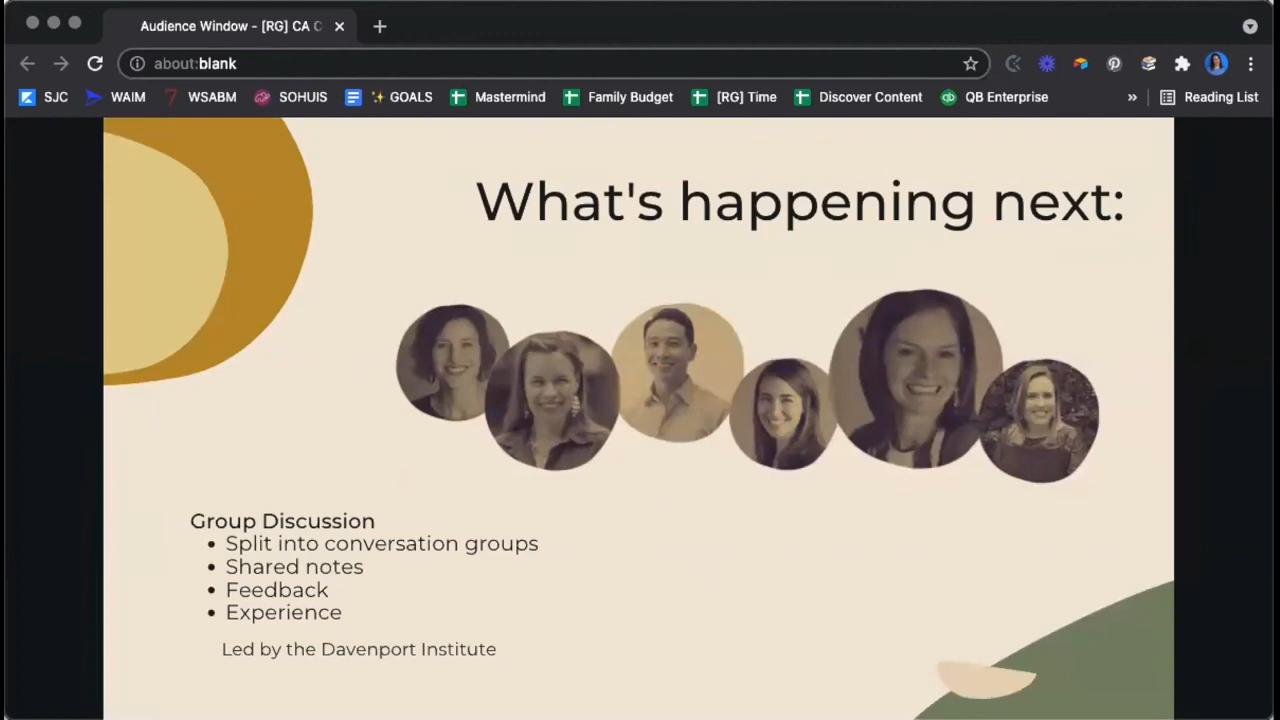 Audience Window - [RG] CA C
about:blank
SJC WAIM WSABM SOHUIS ✨ GOALS Mastermind Family Budget [RG] Time Discover Content QB Enterprise » Reading List
What's happening next:
Group Discussion
• Split into conversation groups
• Shared notes
• Feedback
• Experience
Led by the Davenport Institute